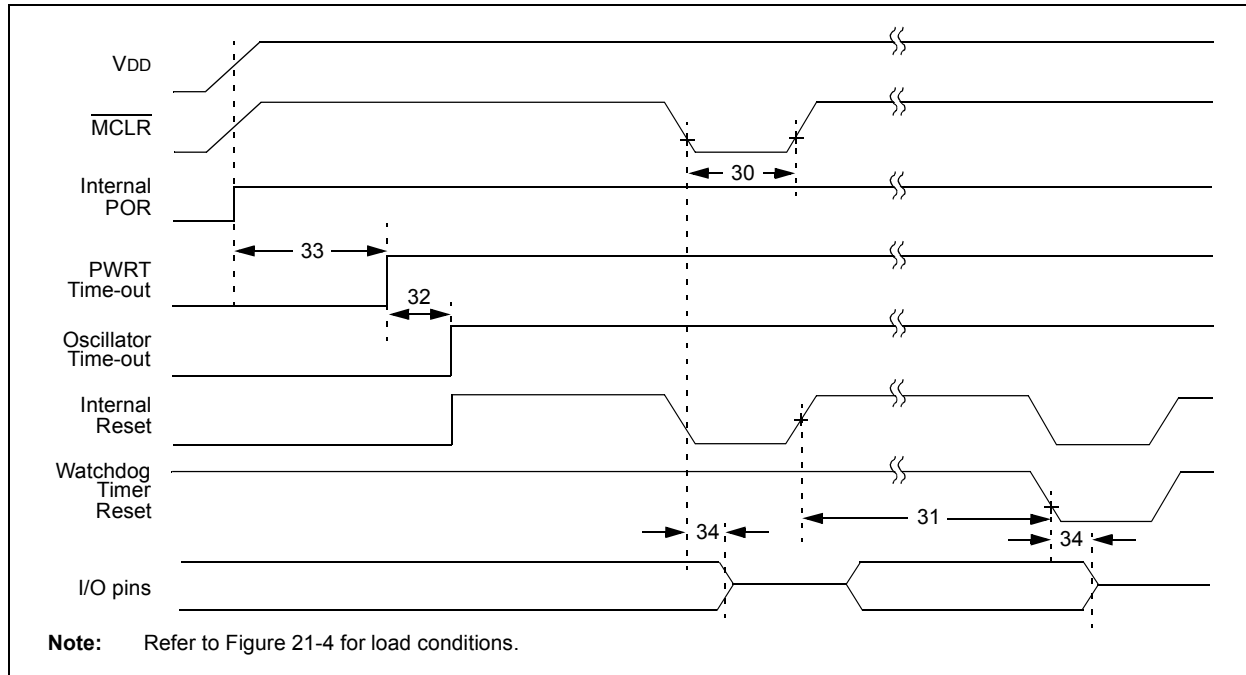 VDD
MCLR
30
Internal
POR
33
PWRT
Time-out
32
Oscillator
Time-out
Internal
Reset
Watchdog
Timer
Reset
31
34
34
I/O pins
Note: Refer to Figure 21-4 for load conditions.